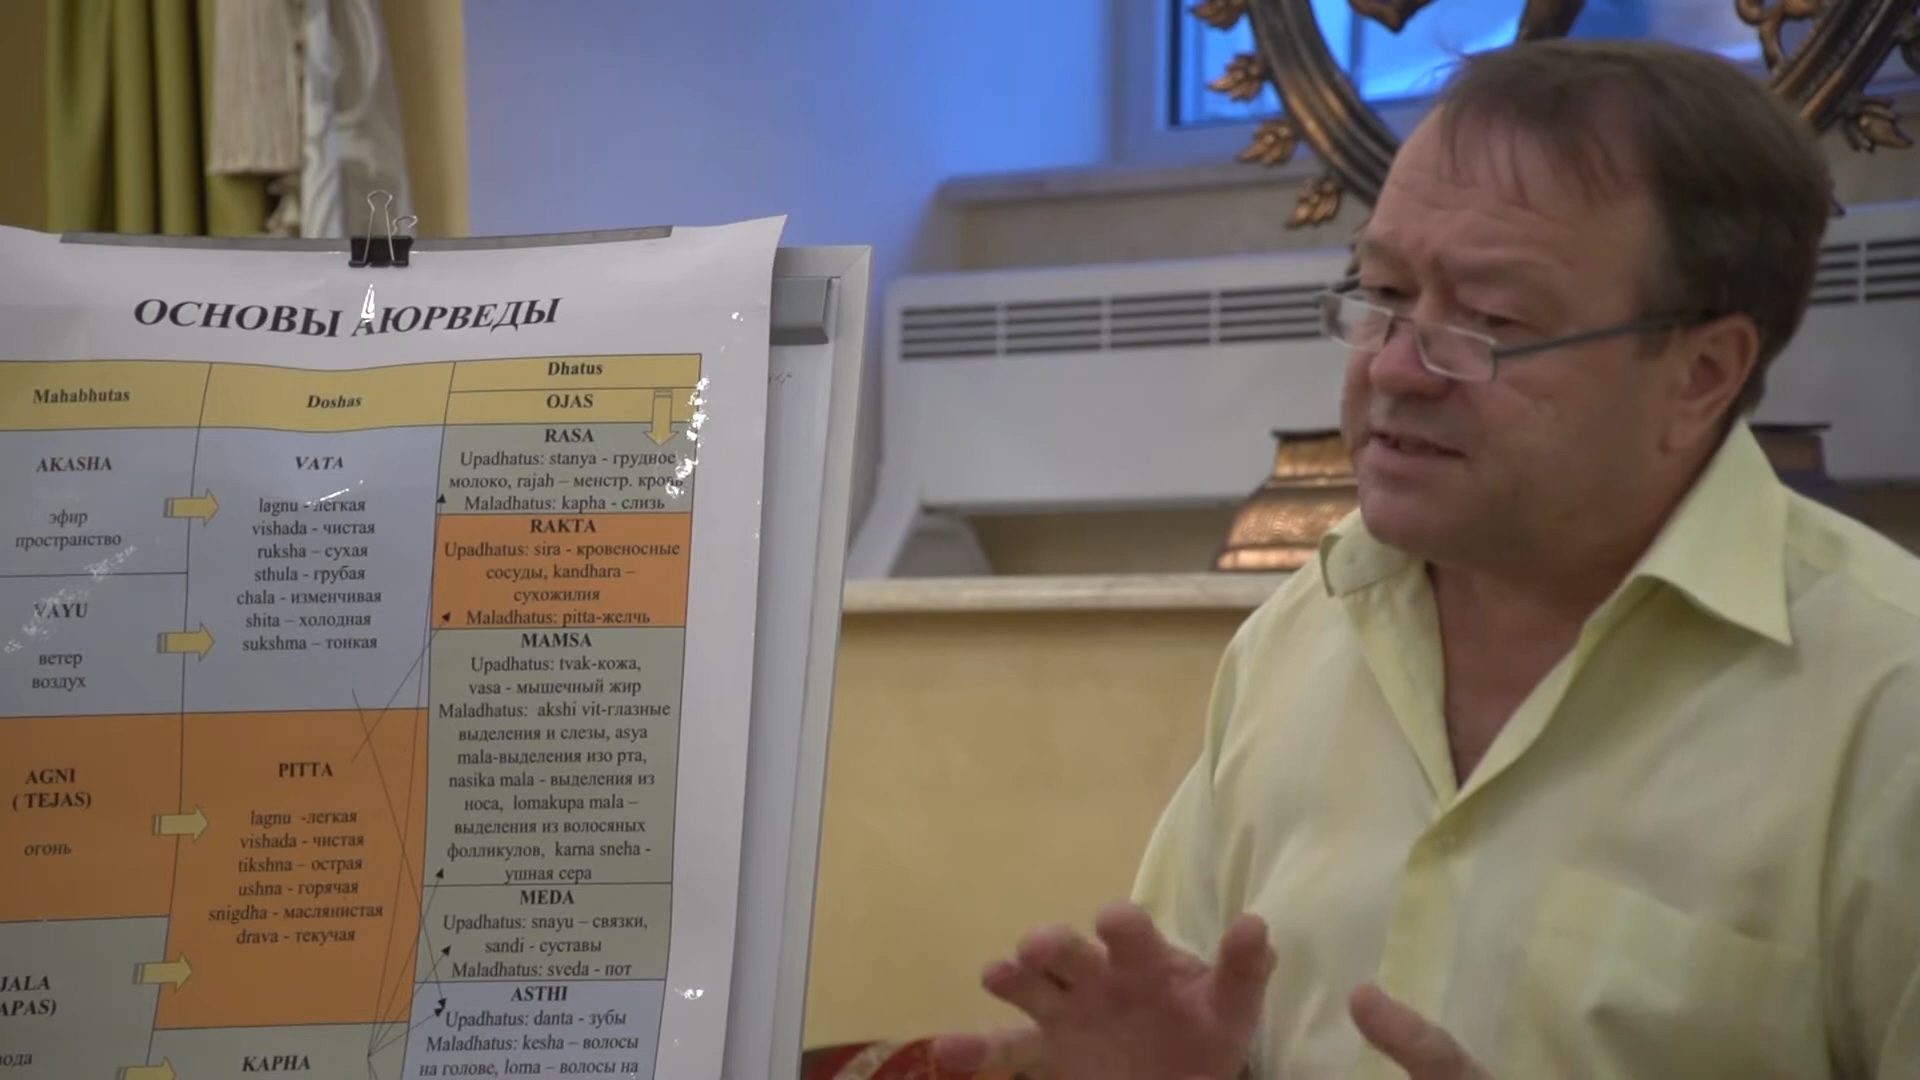 ОСНОВЫ АЮРВЕДЫ
Mahabhutas
Doshas
Dhatus
OJAS
AKASHA
эфир
пространство
VAYU
ветер
воздух
AGNI
( TEJAS)
огонь
JALA
APAS)
вода
VATA
lagnu - легкая
vishada - чистая
ruksha – сухая
sthula - грубая
chala - изменчивая
shita – холодная
sukshma – тонкая
PITTA
lagnu -легкая
vishada - чистая
tikshna – острая
ushna - горячая
snigdha - маслянистая
drava - текучая
KAPHA
RASA
Upadhatus: stanya - грудное
молоко, rajah – менстр. кровь
Maladhatus: kapha - слизь
RAKTA
Upadhatus: sira - кровеносные
сосуды, kandhara –
сухожилия
Maladhatus: pitta-желчь
MAMSA
Upadhatus: tvak-кожа,
vasa - мышечный жир
Maladhatus: akshi vit-глазные
выделения и слезы, asya
mala-выделения изо рта,
nasika mala - выделения из
носа, lomakupa mala –
выделения из волосяных
фолликулов, karna sneha -
ушная сера
MEDA
Upadhatus: snayu – связки,
sandi - суставы
Maladhatus: sveda - пот
ASTHI
Upadhatus: danta - зубы
Maladhatus: kesha – волосы
на голове, loma – волосы на